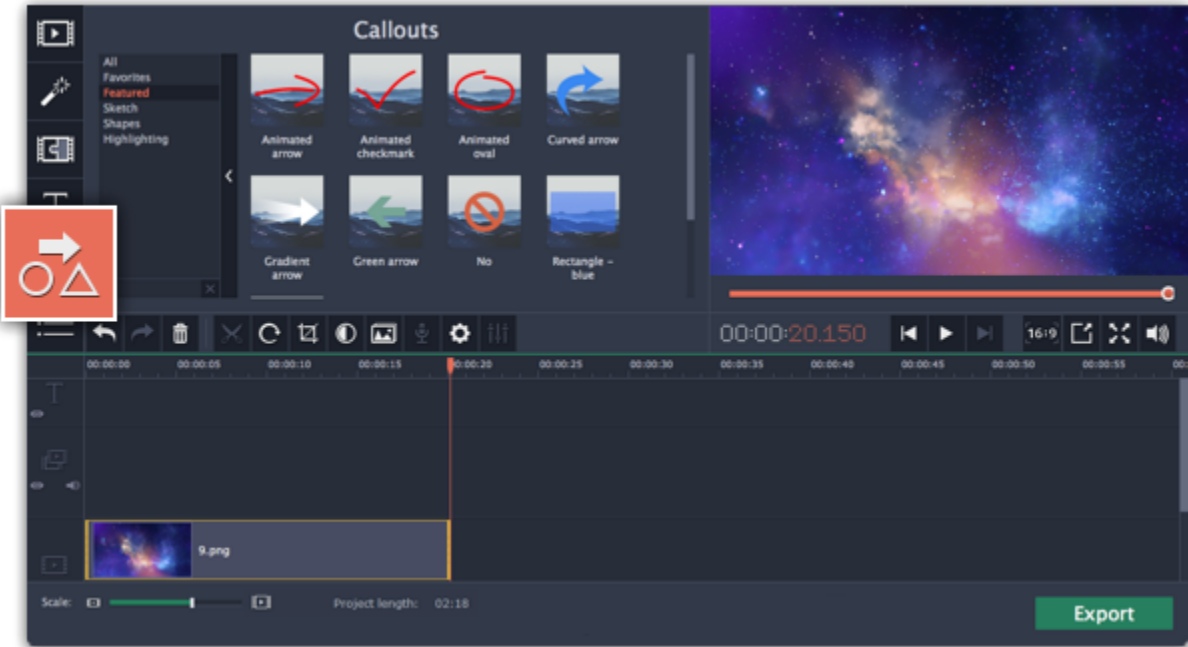 Callouts
All
Favorites
Featured
Sketch
Shapes
Highlighting
Animated
arrow
Animated
checkmark
Animated
oval
Curved arrow
Gradient
arrow
Green arrow
No
Rectangle –
blue
00:00:20.150
16:9
00:00:00 00:00:05 00:00:10 00:00:15 00:00:20 00:00:25 00:00:30 00:00:35 00:00:40 00:00:45 00:00:50 00:00:55
9.png
Scale:
Project length: 02:18
Export